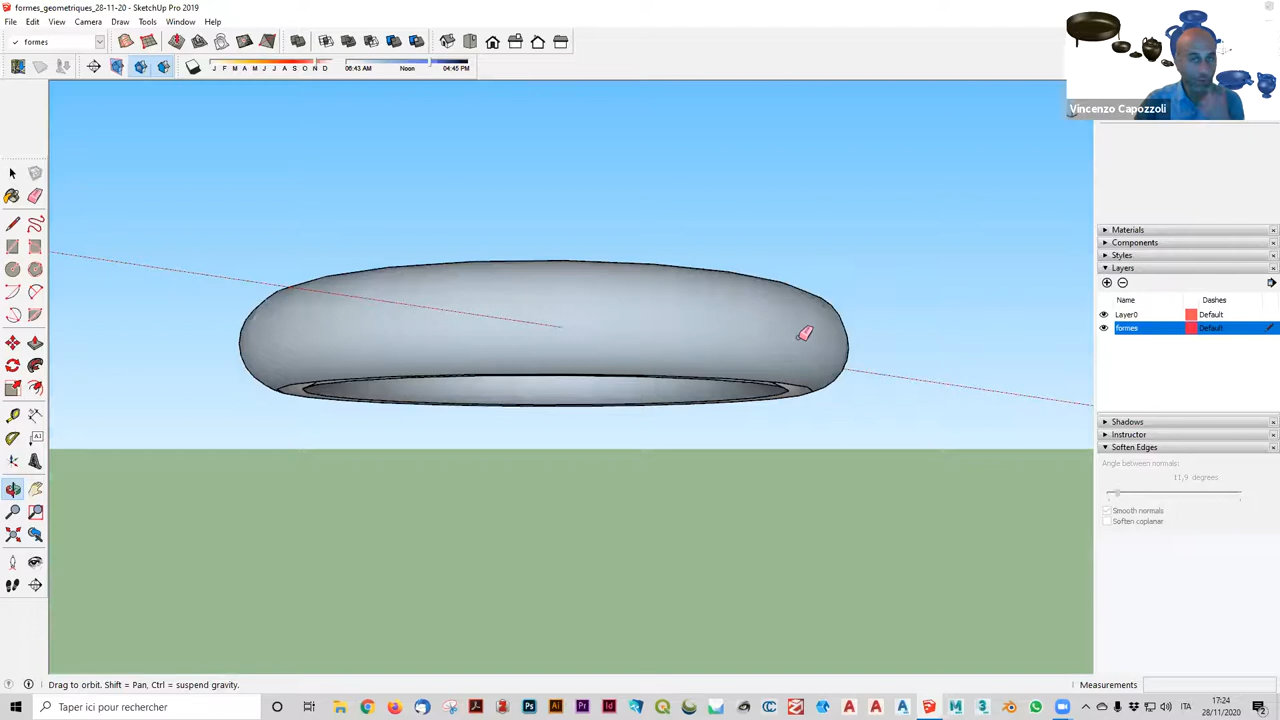 formes_geometriques_28-11-20 - SketchUp Pro 2019
File Edit View Camera Draw Tools Window Help
formes
J F M A M J J A S O N D
06:43 AM Noon 04:45 PM
Vincenzo Capozzoli
Materials
Components
Styles
Layers
Name Dashes
Layer0 Default
formes Default
Shadows
Instructor
Soften Edges
Angle between normals:
11,9 degrees
Smooth normals
Soften coplanar
Drag to orbit. Shift = Pan, Ctrl = suspend gravity.
Measurements
Taper ici pour rechercher
ITA
17:24
28/11/2020